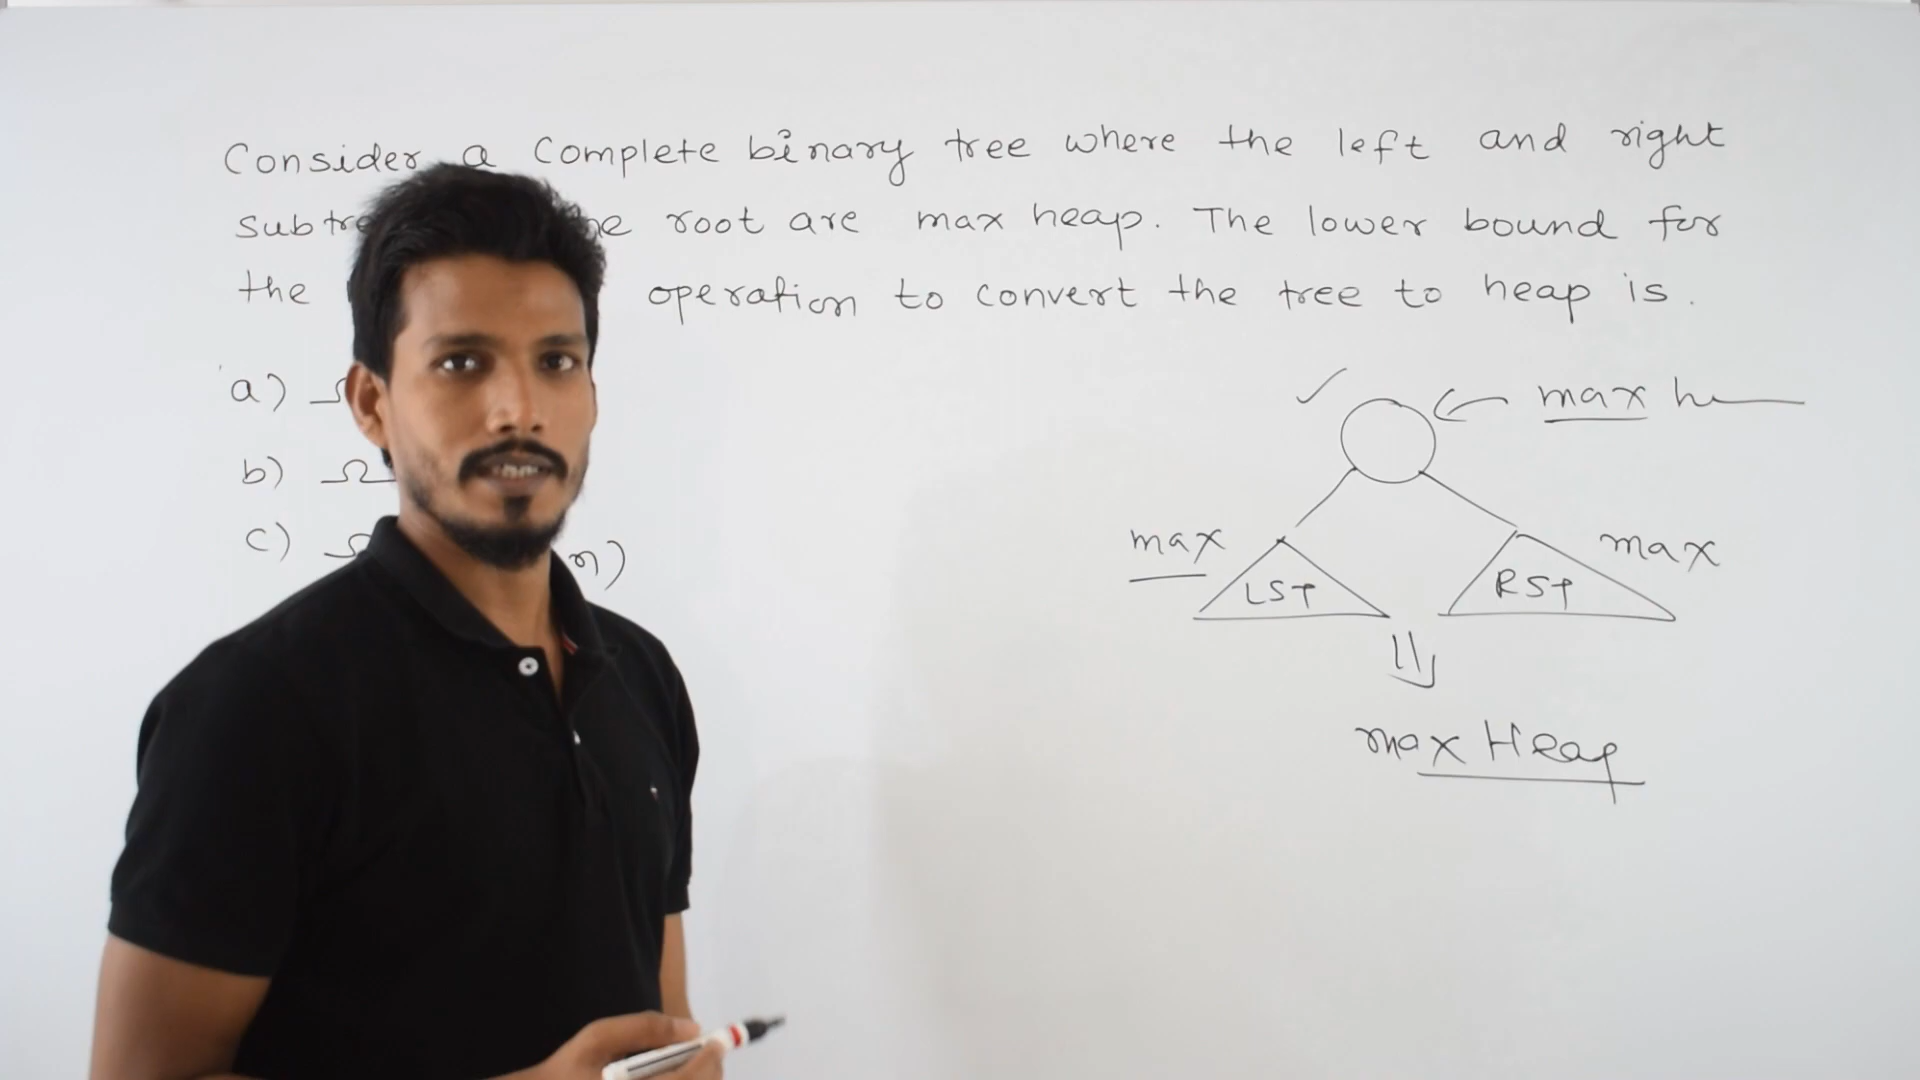 Consider a Complete binary tree where the left and right
root are max heap. The lower bound for
the operation to convert the tree to heap is.
a)
b) Ω
c) n)
max
max
LST
RST
max
max Heap